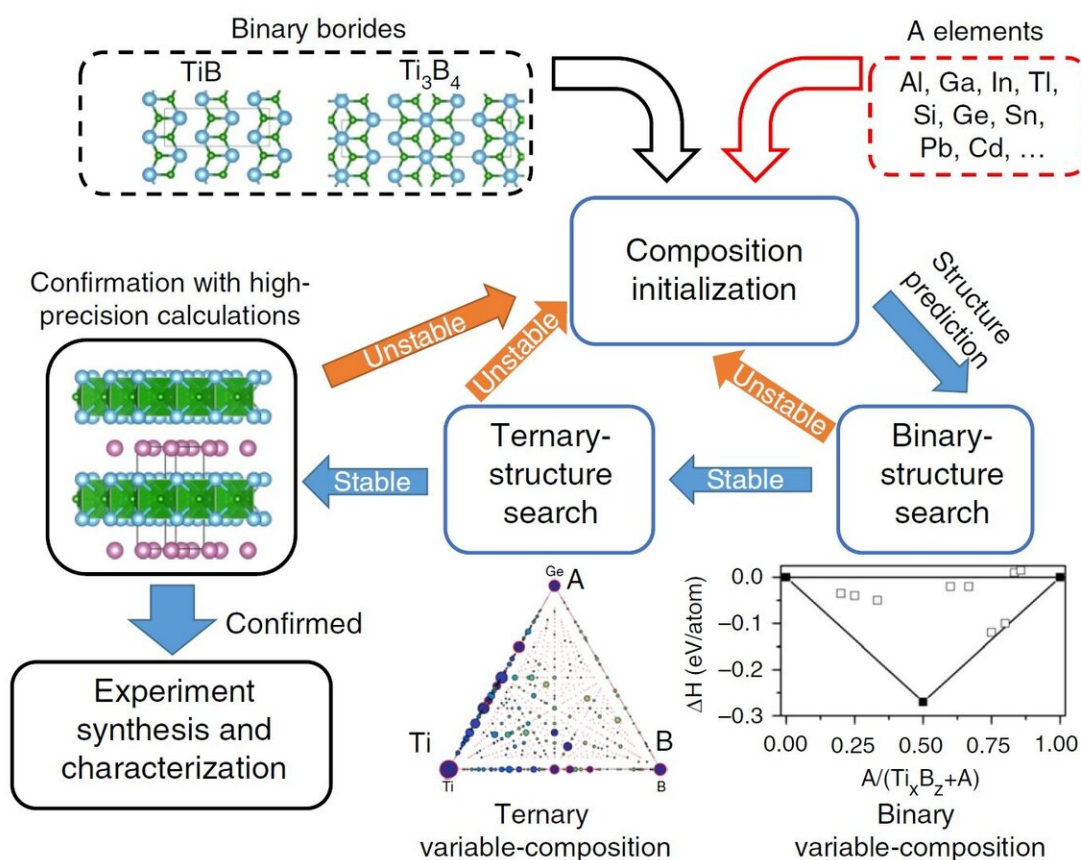 Binary borides
TiB
Ti₃B₄
A elements
Al, Ga, In, Tl,
Si, Ge, Sn,
Pb, Cd, ...
Composition
initialization
Structure
prediction
Confirmation with high-
precision calculations
Unstable
Unstable
Unstable
Ternary-
structure
search
Binary-
structure
search
Stable
Stable
Confirmed
Experiment
synthesis and
characterization
Ge
A
Ti
Ti
B
B
Ternary
variable-composition
ΔH (eV/atom)
0.0
−0.1
−0.2
−0.3
0.00 0.25 0.50 0.75 1.00
A/(TiₓB_z+A)
Binary
variable-composition